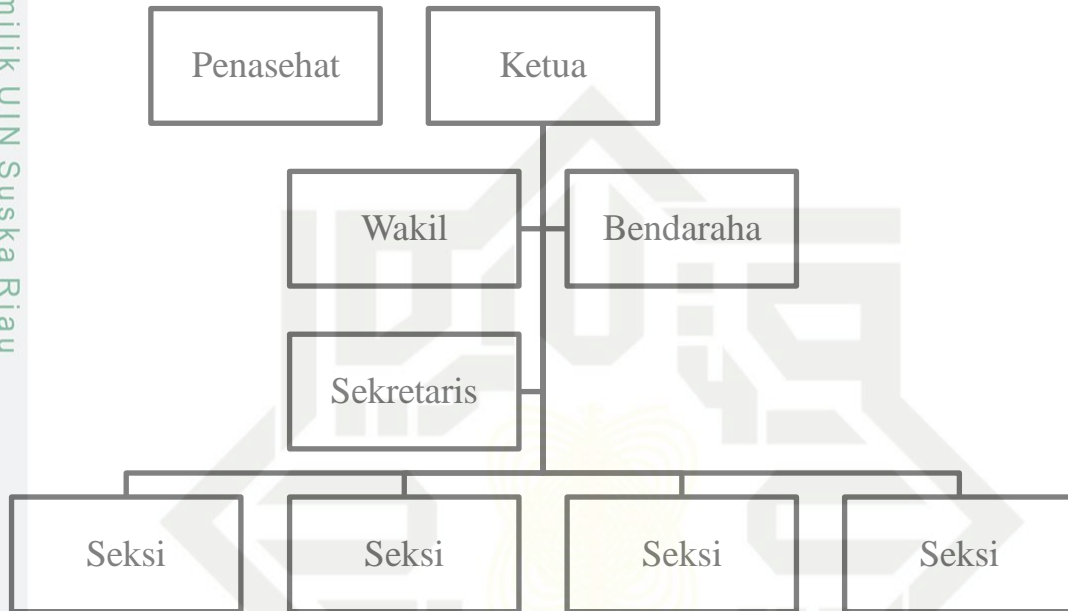 milik UIN Suska Riau
Penasehat
Ketua
Wakil
Bendaraha
Sekretaris
Seksi
Seksi
Seksi
Seksi